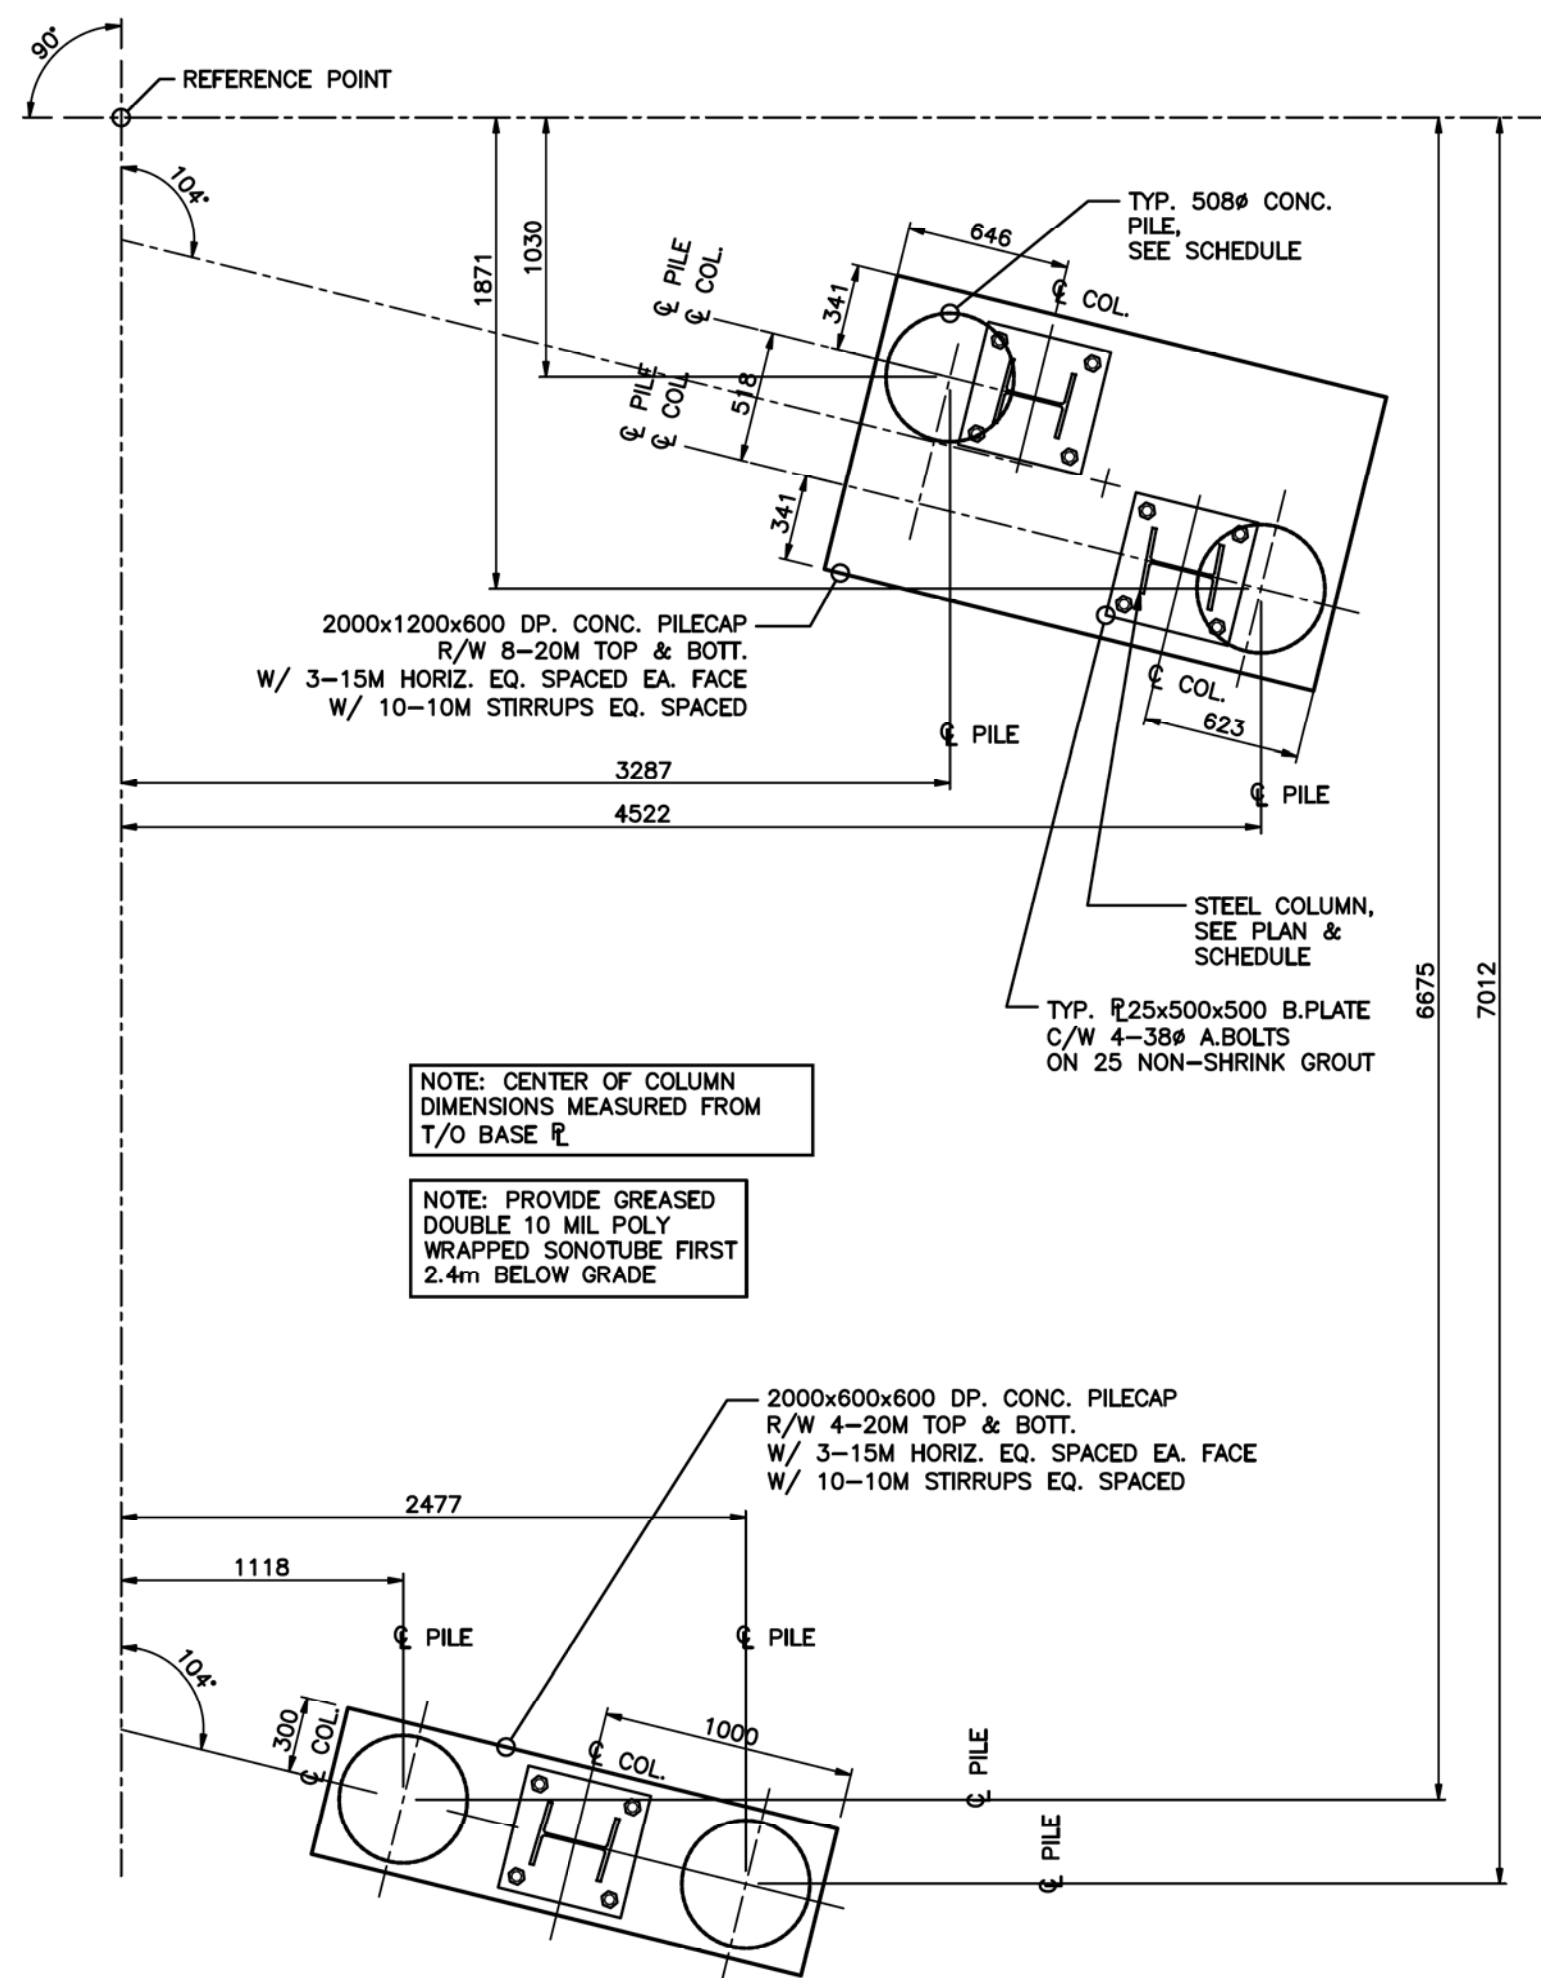 90°
REFERENCE POINT
104°
1871
1030
TYP. 508ø CONC.
PILE,
SEE SCHEDULE
646
℄ PILE
℄ COL.
341
℄ COL.
518
℄ PILE
℄ COL.
341
2000x1200x600 DP. CONC. PILECAP
R/W 8-20M TOP & BOTT.
W/ 3-15M HORIZ. EQ. SPACED EA. FACE
W/ 10-10M STIRRUPS EQ. SPACED
℄ COL.
623
℄ PILE
3287
℄ PILE
4522
STEEL COLUMN,
SEE PLAN &
SCHEDULE
6675
7012
TYP. ⅊25x500x500 B.PLATE
C/W 4-38ø A.BOLTS
ON 25 NON-SHRINK GROUT
NOTE: CENTER OF COLUMN
DIMENSIONS MEASURED FROM
T/O BASE ⅊
NOTE: PROVIDE GREASED
DOUBLE 10 MIL POLY
WRAPPED SONOTUBE FIRST
2.4m BELOW GRADE
2000x600x600 DP. CONC. PILECAP
R/W 4-20M TOP & BOTT.
W/ 3-15M HORIZ. EQ. SPACED EA. FACE
W/ 10-10M STIRRUPS EQ. SPACED
2477
1118
℄ PILE
℄ PILE
104°
300
℄ COL.
1000
℄ COL.
℄ PILE
℄ PILE